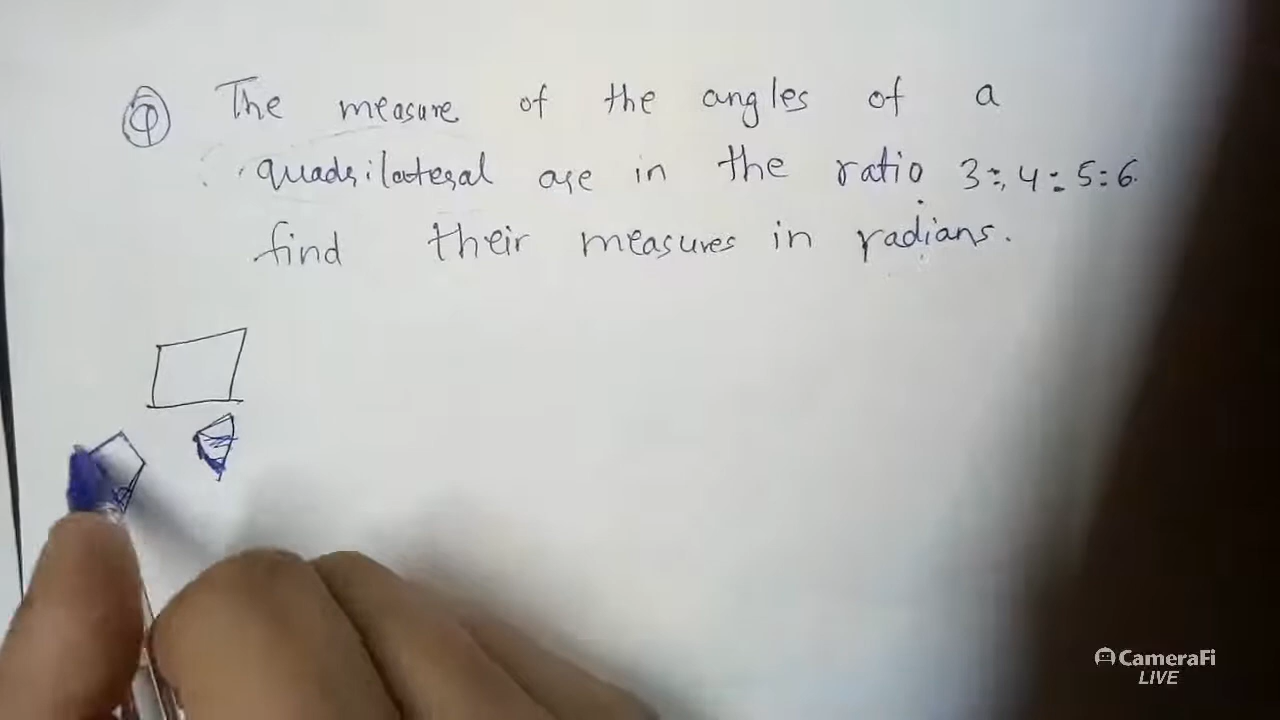 Q The measure of the angles of a
quadrilateral are in the ratio 3:4:5:6
find their measures in radians.
CameraFi
LIVE